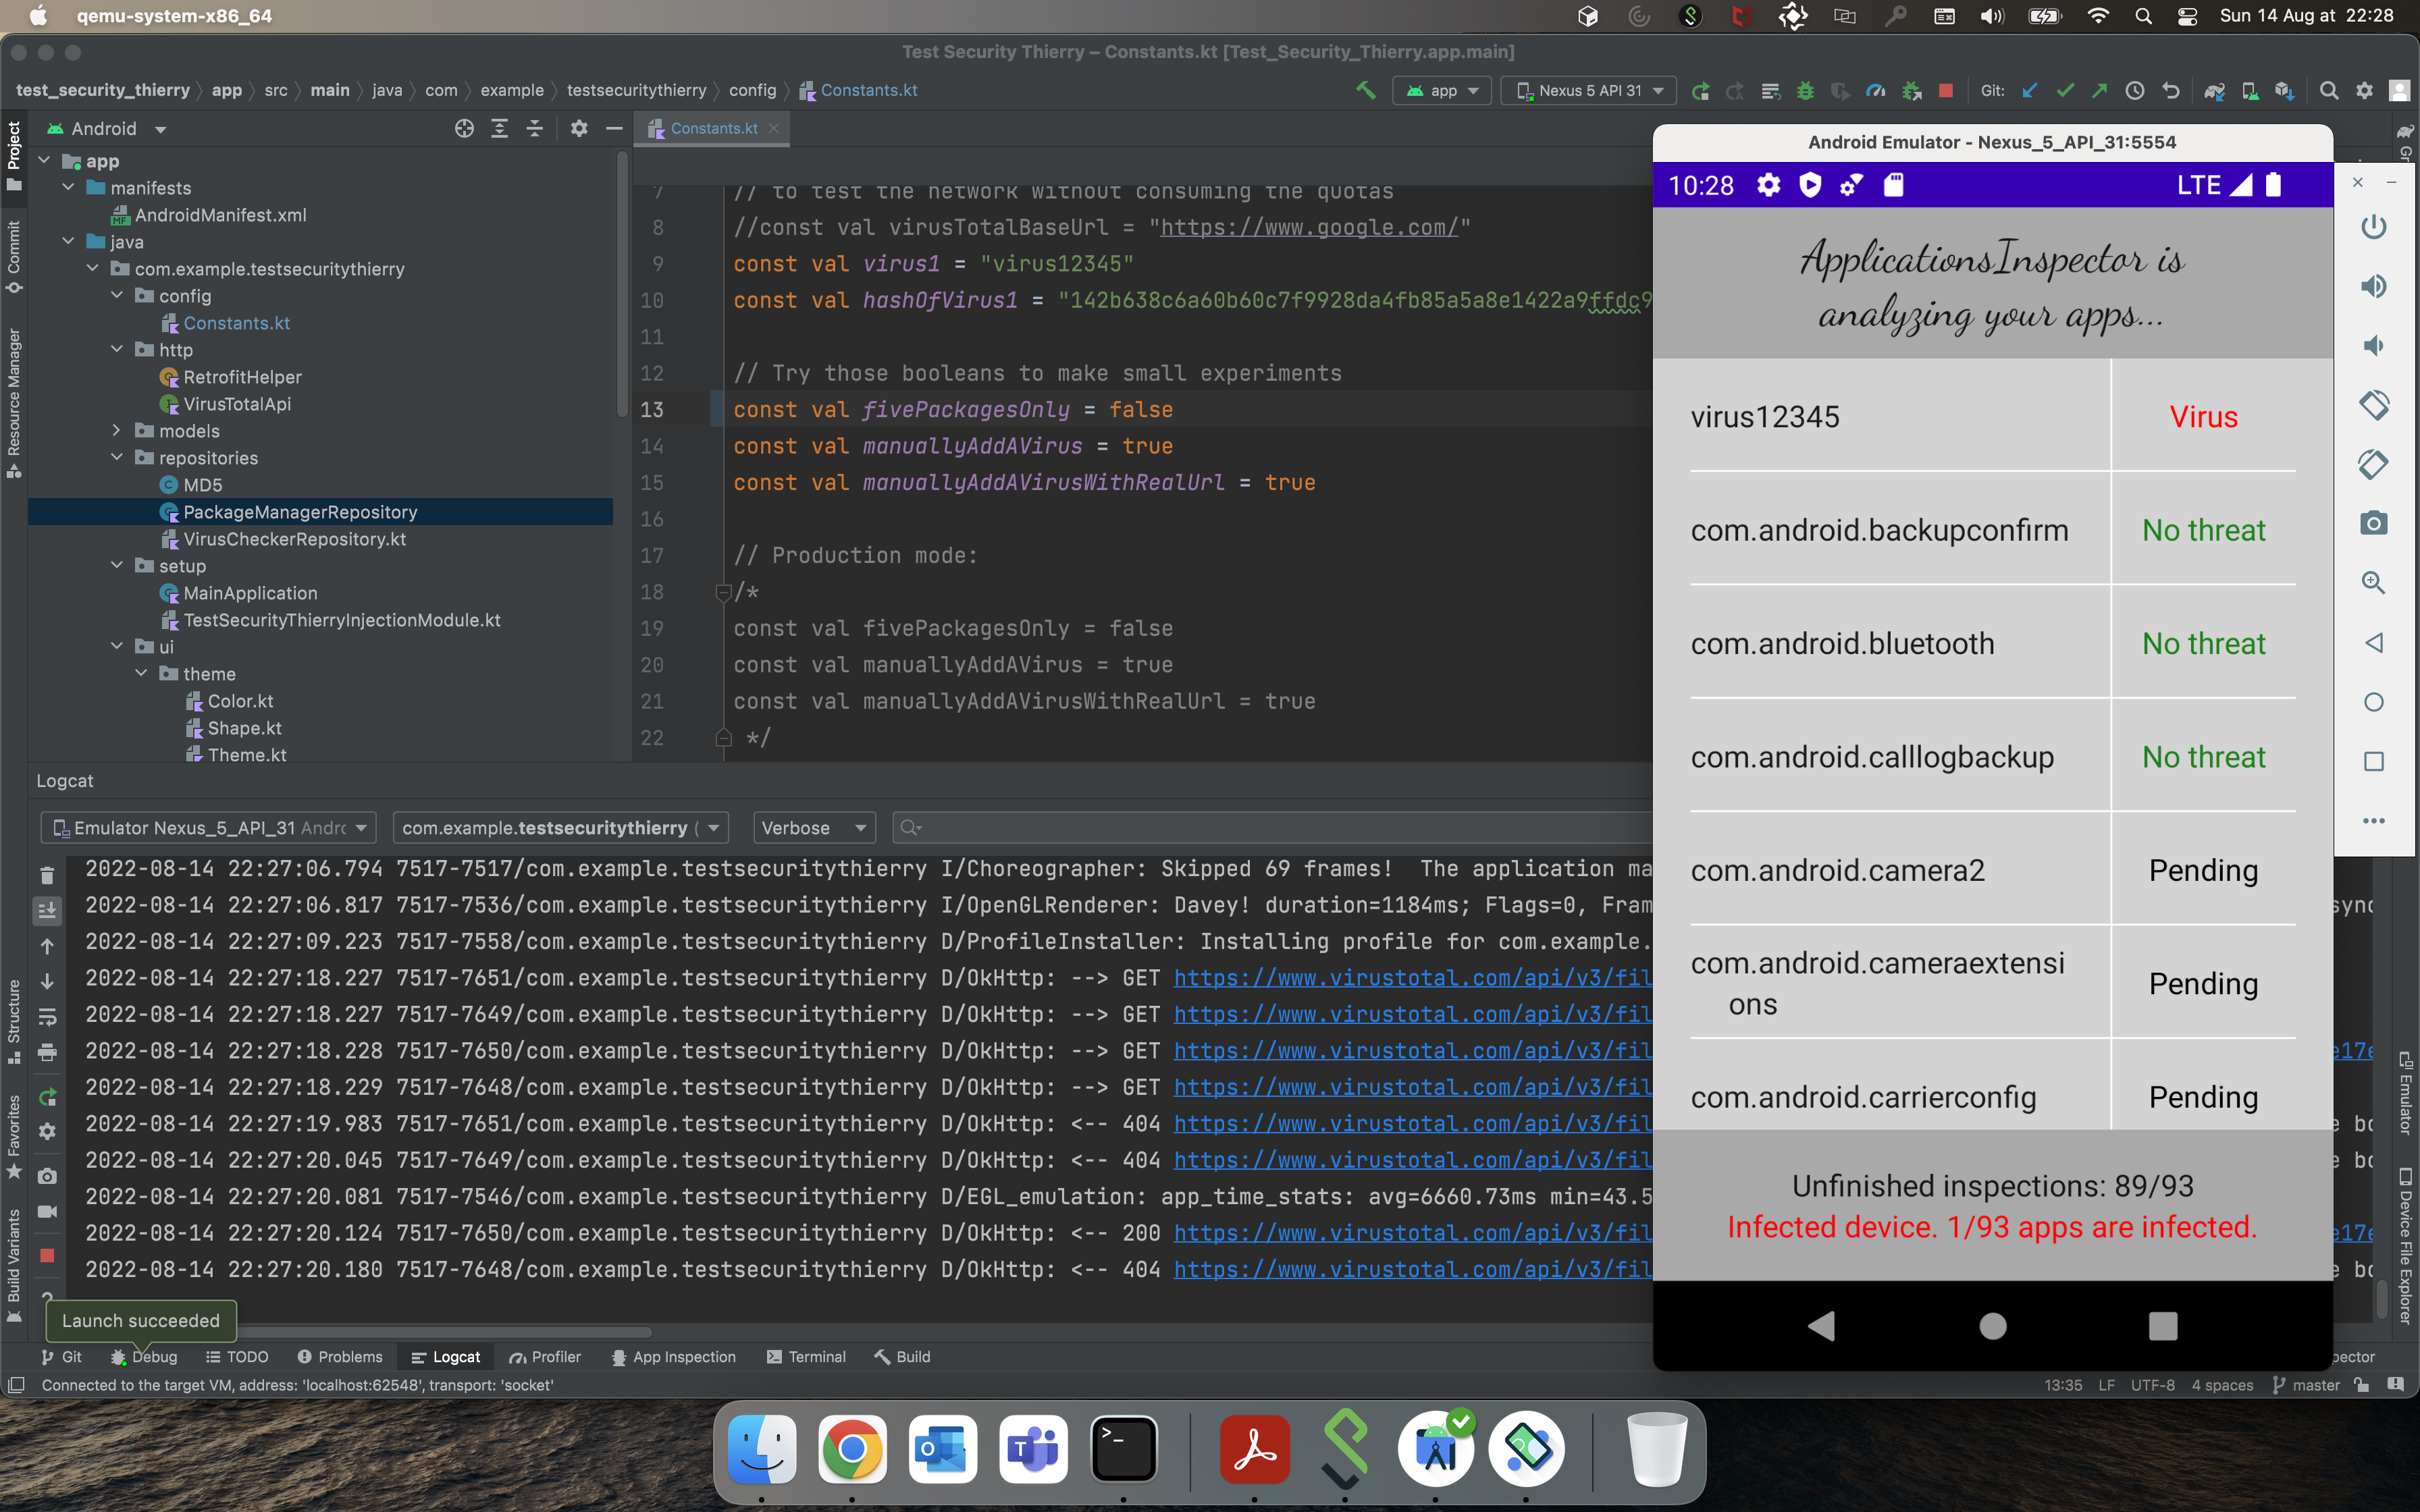 qemu-system-x86_64
Sun 14 Aug at 22:28
Test Security Thierry – Constants.kt [Test_Security_Thierry.app.main]
test_security_thierry
app
src
main
java
com
example
testsecuritythierry
config
Constants.kt
app
Nexus 5 API 31
Git:
Project
Commit
Resource Manager
Structure
Favorites
Build Variants
Android
app
manifests
AndroidManifest.xml
java
com.example.testsecuritythierry
config
Constants.kt
http
RetrofitHelper
VirusTotalApi
models
repositories
MD5
PackageManagerRepository
VirusCheckerRepository.kt
setup
MainApplication
TestSecurityThierryInjectionModule.kt
ui
theme
Color.kt
Shape.kt
Theme.kt
Constants.kt
7 // to test the network without consuming the quotas
8 //const val virusTotalBaseUrl = "https://www.google.com/"
9 const val virus1 = "virus12345"
10 const val hashOfVirus1 = "142b638c6a60b60c7f9928da4fb85a5a8e1422a9ffdc9
11
12 // Try those booleans to make small experiments
13 const val fivePackagesOnly = false
14 const val manuallyAddAVirus = true
15 const val manuallyAddAVirusWithRealUrl = true
16
17 // Production mode:
18 /*
19 const val fivePackagesOnly = false
20 const val manuallyAddAVirus = true
21 const val manuallyAddAVirusWithRealUrl = true
22 */
Android Emulator - Nexus_5_API_31:5554
10:28
LTE
ApplicationsInspector is
analyzing your apps...
virus12345 Virus
com.android.backupconfirm No threat
com.android.bluetooth No threat
com.android.calllogbackup No threat
com.android.camera2 Pending
com.android.cameraextensi
ons
Pending
com.android.carrierconfig Pending
Unfinished inspections: 89/93
Infected device. 1/93 apps are infected.
Logcat
Emulator Nexus_5_API_31 Andrc
com.example.testsecuritythierry (
Verbose
2022-08-14 22:27:06.794 7517-7517/com.example.testsecuritythierry I/Choreographer: Skipped 69 frames!  The application ma
2022-08-14 22:27:06.817 7517-7536/com.example.testsecuritythierry I/OpenGLRenderer: Davey! duration=1184ms; Flags=0, Fram
2022-08-14 22:27:09.223 7517-7558/com.example.testsecuritythierry D/ProfileInstaller: Installing profile for com.example.
2022-08-14 22:27:18.227 7517-7651/com.example.testsecuritythierry D/OkHttp: --> GET https://www.virustotal.com/api/v3/fil
2022-08-14 22:27:18.227 7517-7649/com.example.testsecuritythierry D/OkHttp: --> GET https://www.virustotal.com/api/v3/fil
2022-08-14 22:27:18.228 7517-7650/com.example.testsecuritythierry D/OkHttp: --> GET https://www.virustotal.com/api/v3/fil
2022-08-14 22:27:18.229 7517-7648/com.example.testsecuritythierry D/OkHttp: --> GET https://www.virustotal.com/api/v3/fil
2022-08-14 22:27:19.983 7517-7651/com.example.testsecuritythierry D/OkHttp: <-- 404 https://www.virustotal.com/api/v3/fil
2022-08-14 22:27:20.045 7517-7649/com.example.testsecuritythierry D/OkHttp: <-- 404 https://www.virustotal.com/api/v3/fil
2022-08-14 22:27:20.081 7517-7546/com.example.testsecuritythierry D/EGL_emulation: app_time_stats: avg=6660.73ms min=43.5
2022-08-14 22:27:20.124 7517-7650/com.example.testsecuritythierry D/OkHttp: <-- 200 https://www.virustotal.com/api/v3/fil
2022-08-14 22:27:20.180 7517-7648/com.example.testsecuritythierry D/OkHttp: <-- 404 https://www.virustotal.com/api/v3/fil
Emulator
Device File Explorer
Launch succeeded
Git
Debug
TODO
Problems
Logcat
Profiler
App Inspection
Terminal
Build
Connected to the target VM, address: 'localhost:62548', transport: 'socket'
13:35
LF
UTF-8
4 spaces
master